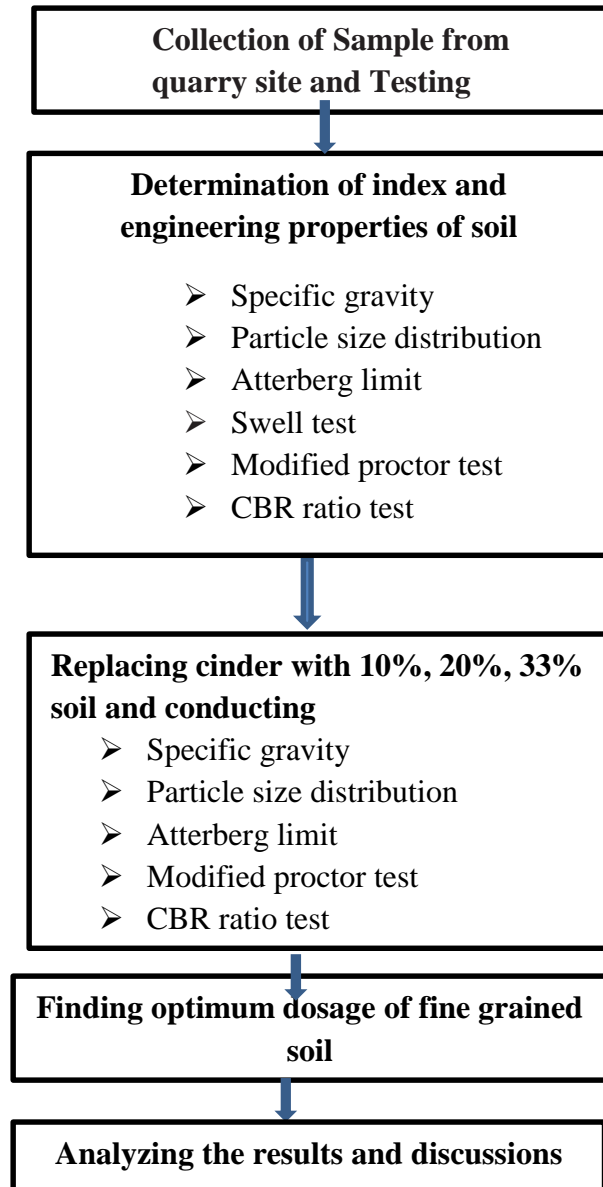 Collection of Sample from
quarry site and Testing
Determination of index and
engineering properties of soil
➢ Specific gravity
➢ Particle size distribution
➢ Atterberg limit
➢ Swell test
➢ Modified proctor test
➢ CBR ratio test
Replacing cinder with 10%, 20%, 33%
soil and conducting
➢ Specific gravity
➢ Particle size distribution
➢ Atterberg limit
➢ Modified proctor test
➢ CBR ratio test
Finding optimum dosage of fine grained
soil
Analyzing the results and discussions